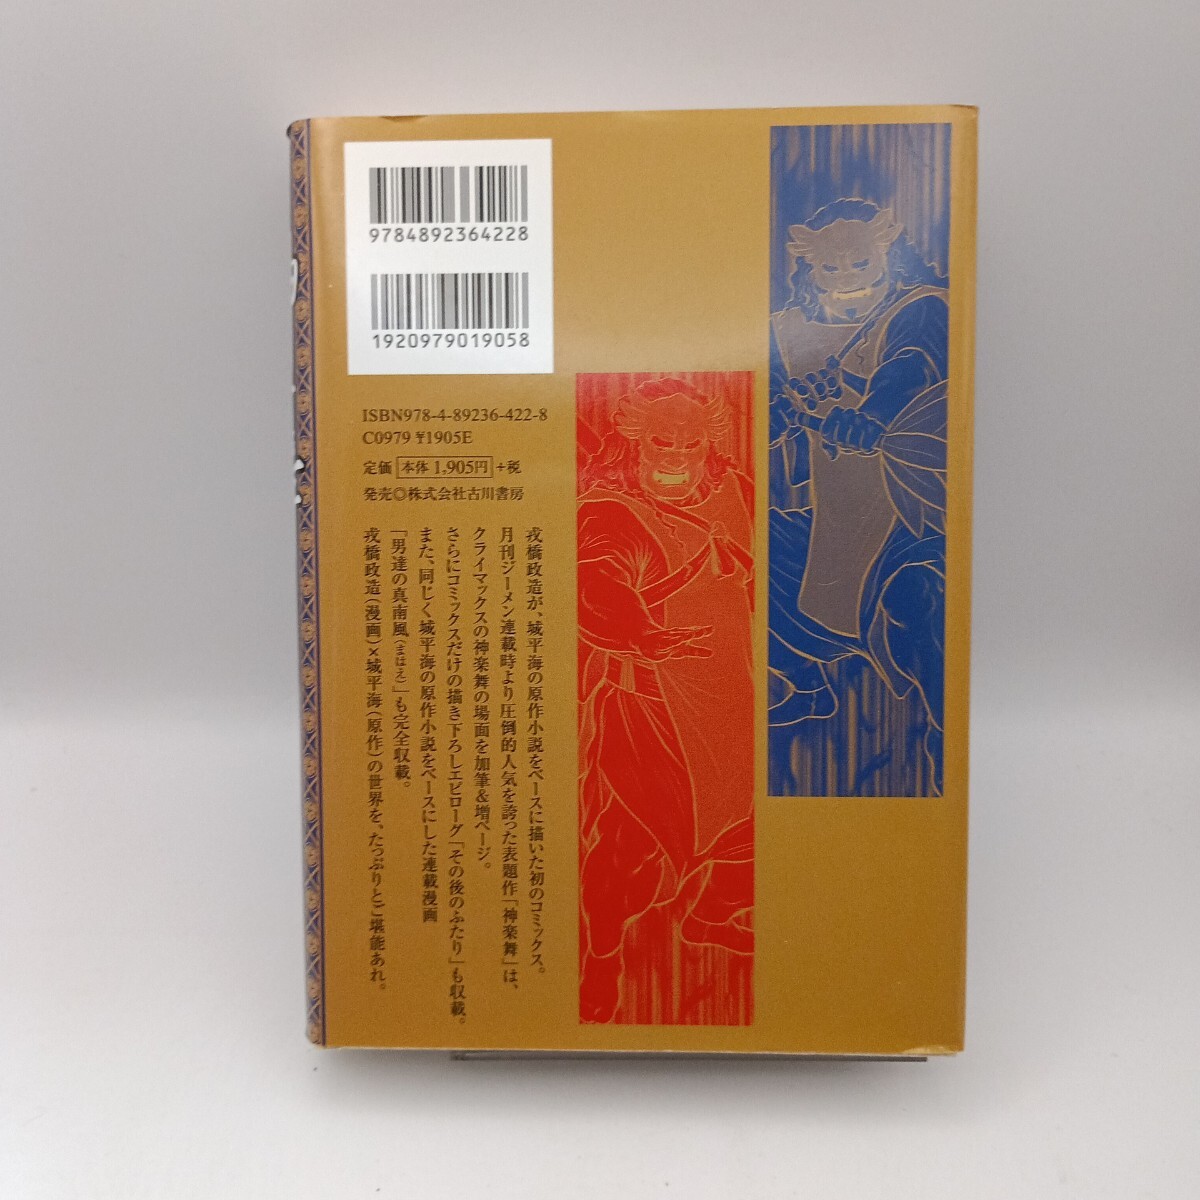 9784892364228
1920979019058
ISBN978-4-89236-422-8
C0979 ¥1905E
定価 本体 1,905円 +税
発売◎株式会社古川書房
戎橋政造が、城平海の原作小説をベースに描いた初のコミックス。
月刊ジーメン連載時より圧倒的人気を誇った表題作「神楽舞」は、
クライマックスの神楽舞の場面を加筆&増ページ。
さらにコミックスだけの描き下ろしエピローグ「その後のふたり」も収載。
また、同じく城平海の原作小説をベースにした連載漫画
「男達の真南風(まはえ)」も完全収載。
戎橋政造(漫画)×城平海(原作)の世界を、たっぷりとご堪能あれ。